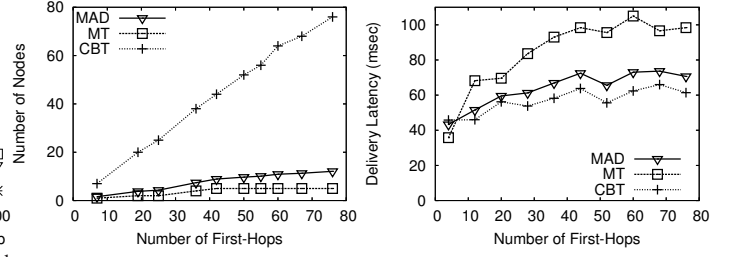 80
60
40
20
0
Number of Nodes
MAD
MT
CBT
0 10 20 30 40 50 60 70 80
Number of First-Hops
100
80
60
40
20
0
Delivery Latency (msec)
MAD
MT
CBT
0 10 20 30 40 50 60 70 80
Number of First-Hops